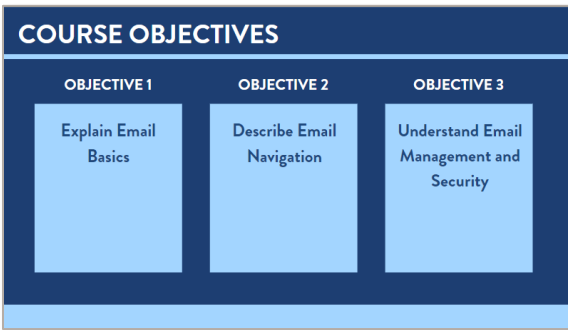 COURSE OBJECTIVES
OBJECTIVE 1
Explain Email
Basics
OBJECTIVE 2
Describe Email
Navigation
OBJECTIVE 3
Understand Email
Management and
Security